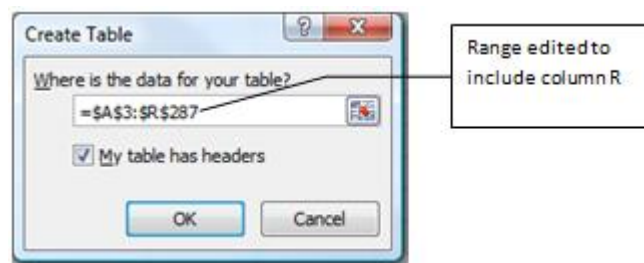 Create Table
Where is the data for your table?
=$A$3:$R$287
My table has headers
OK
Cancel
Range edited to
include column R